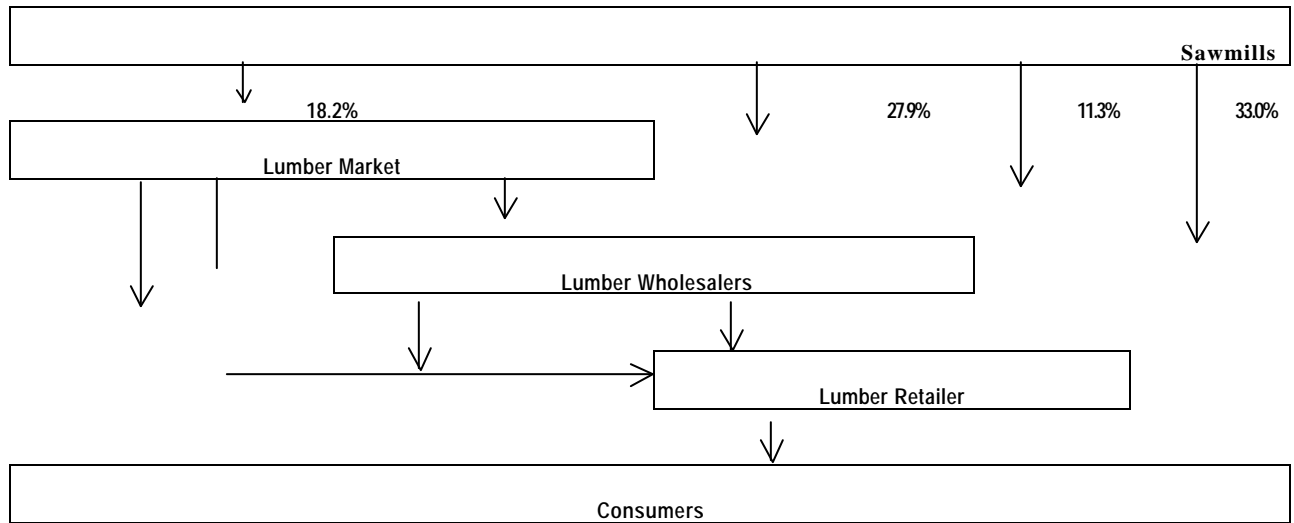 Sawmills
18.2% 27.9% 11.3% 33.0%
Lumber Market
Lumber Wholesalers
Lumber Retailer
Consumers